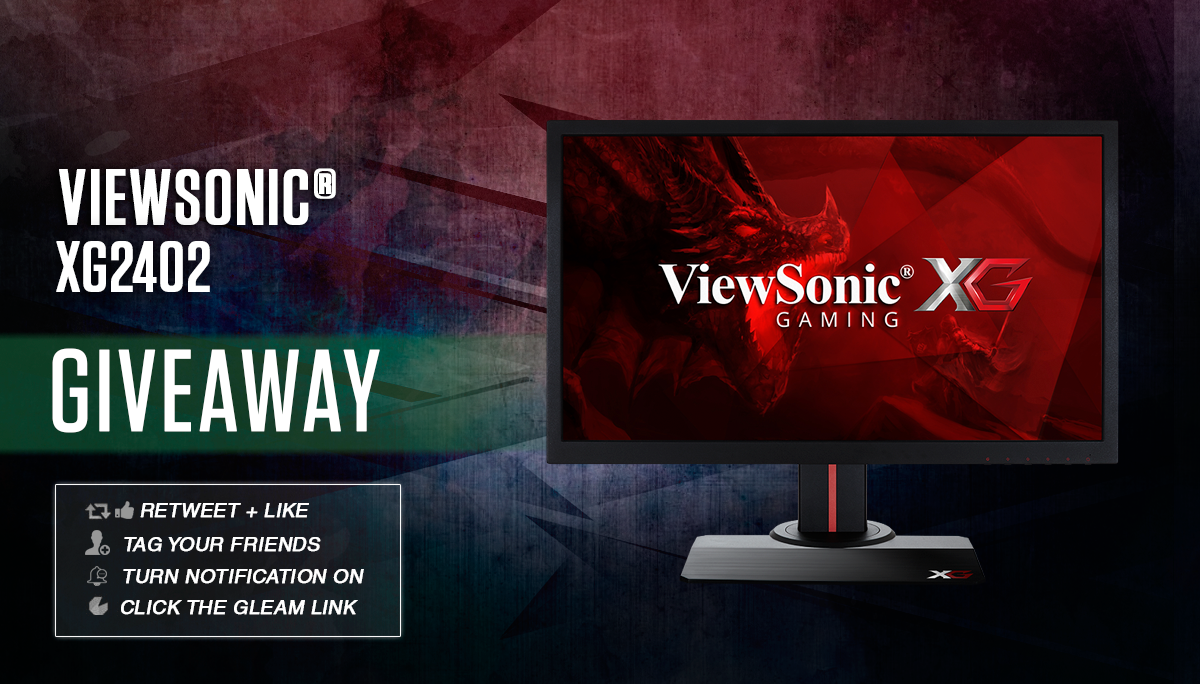 VIEWSONIC®
XG2402
GIVEAWAY
RETWEET + LIKE
TAG YOUR FRIENDS
TURN NOTIFICATION ON
CLICK THE GLEAM LINK
ViewSonic® XG
GAMING
XG